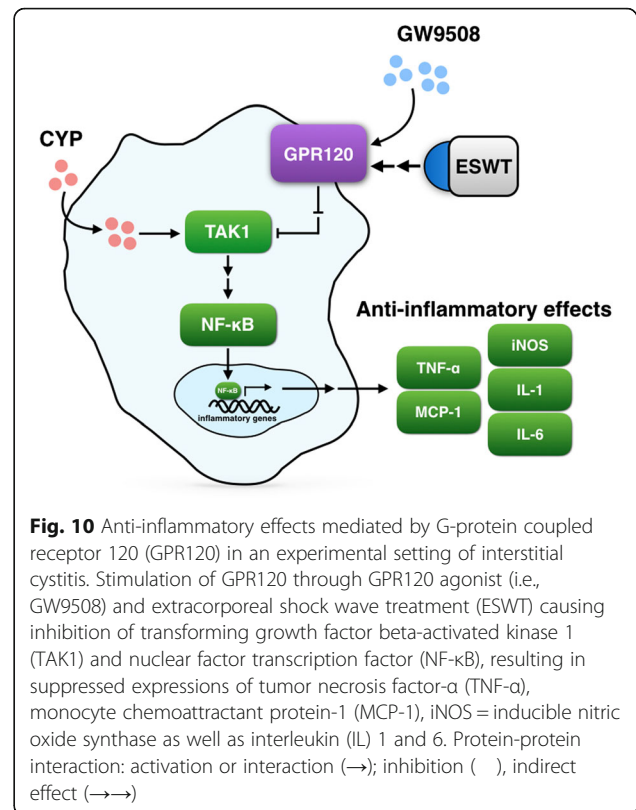 GW9508
CYP
GPR120
ESWT
TAK1
NF-κB
Anti-inflammatory effects
NF-κB
inflammatory genes
TNF-α
MCP-1
iNOS
IL-1
IL-6
Fig. 10 Anti-inflammatory effects mediated by G-protein coupled
receptor 120 (GPR120) in an experimental setting of interstitial
cystitis. Stimulation of GPR120 through GPR120 agonist (i.e.,
GW9508) and extracorporeal shock wave treatment (ESWT) causing
inhibition of transforming growth factor beta-activated kinase 1
(TAK1) and nuclear factor transcription factor (NF-κB), resulting in
suppressed expressions of tumor necrosis factor-α (TNF-α),
monocyte chemoattractant protein-1 (MCP-1), iNOS = inducible nitric
oxide synthase as well as interleukin (IL) 1 and 6. Protein-protein
interaction: activation or interaction (→); inhibition ( ), indirect
effect (→→)